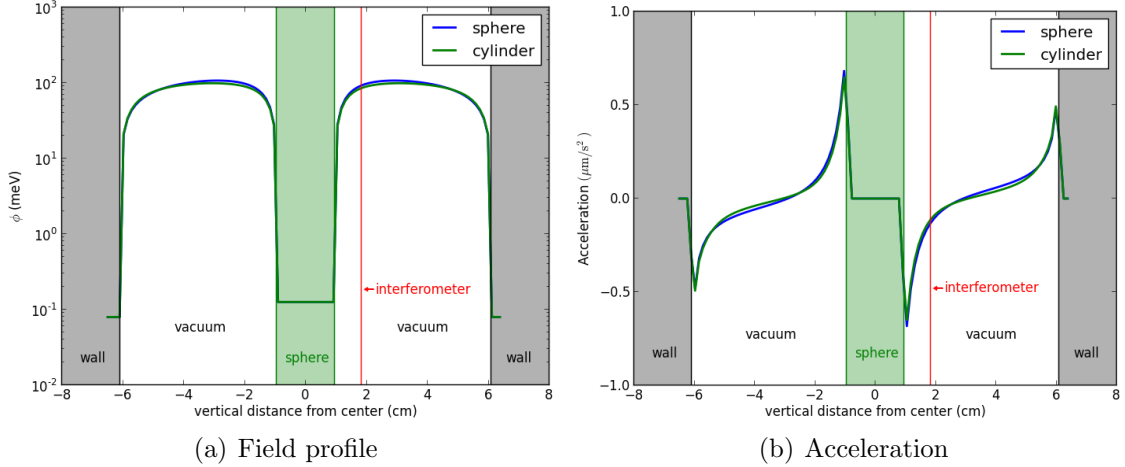 10³
10²
10¹
10⁰
10⁻¹
10⁻²
ϕ (meV)
sphere
cylinder
interferometer
vacuum
vacuum
wall
sphere
wall
−8 −6 −4 −2 0 2 4 6 8
vertical distance from center (cm)
(a) Field profile
1.0
0.5
0.0
−0.5
−1.0
Acceleration (μm/s²)
sphere
cylinder
interferometer
vacuum
vacuum
wall
sphere
wall
−8 −6 −4 −2 0 2 4 6 8
vertical distance from center (cm)
(b) Acceleration